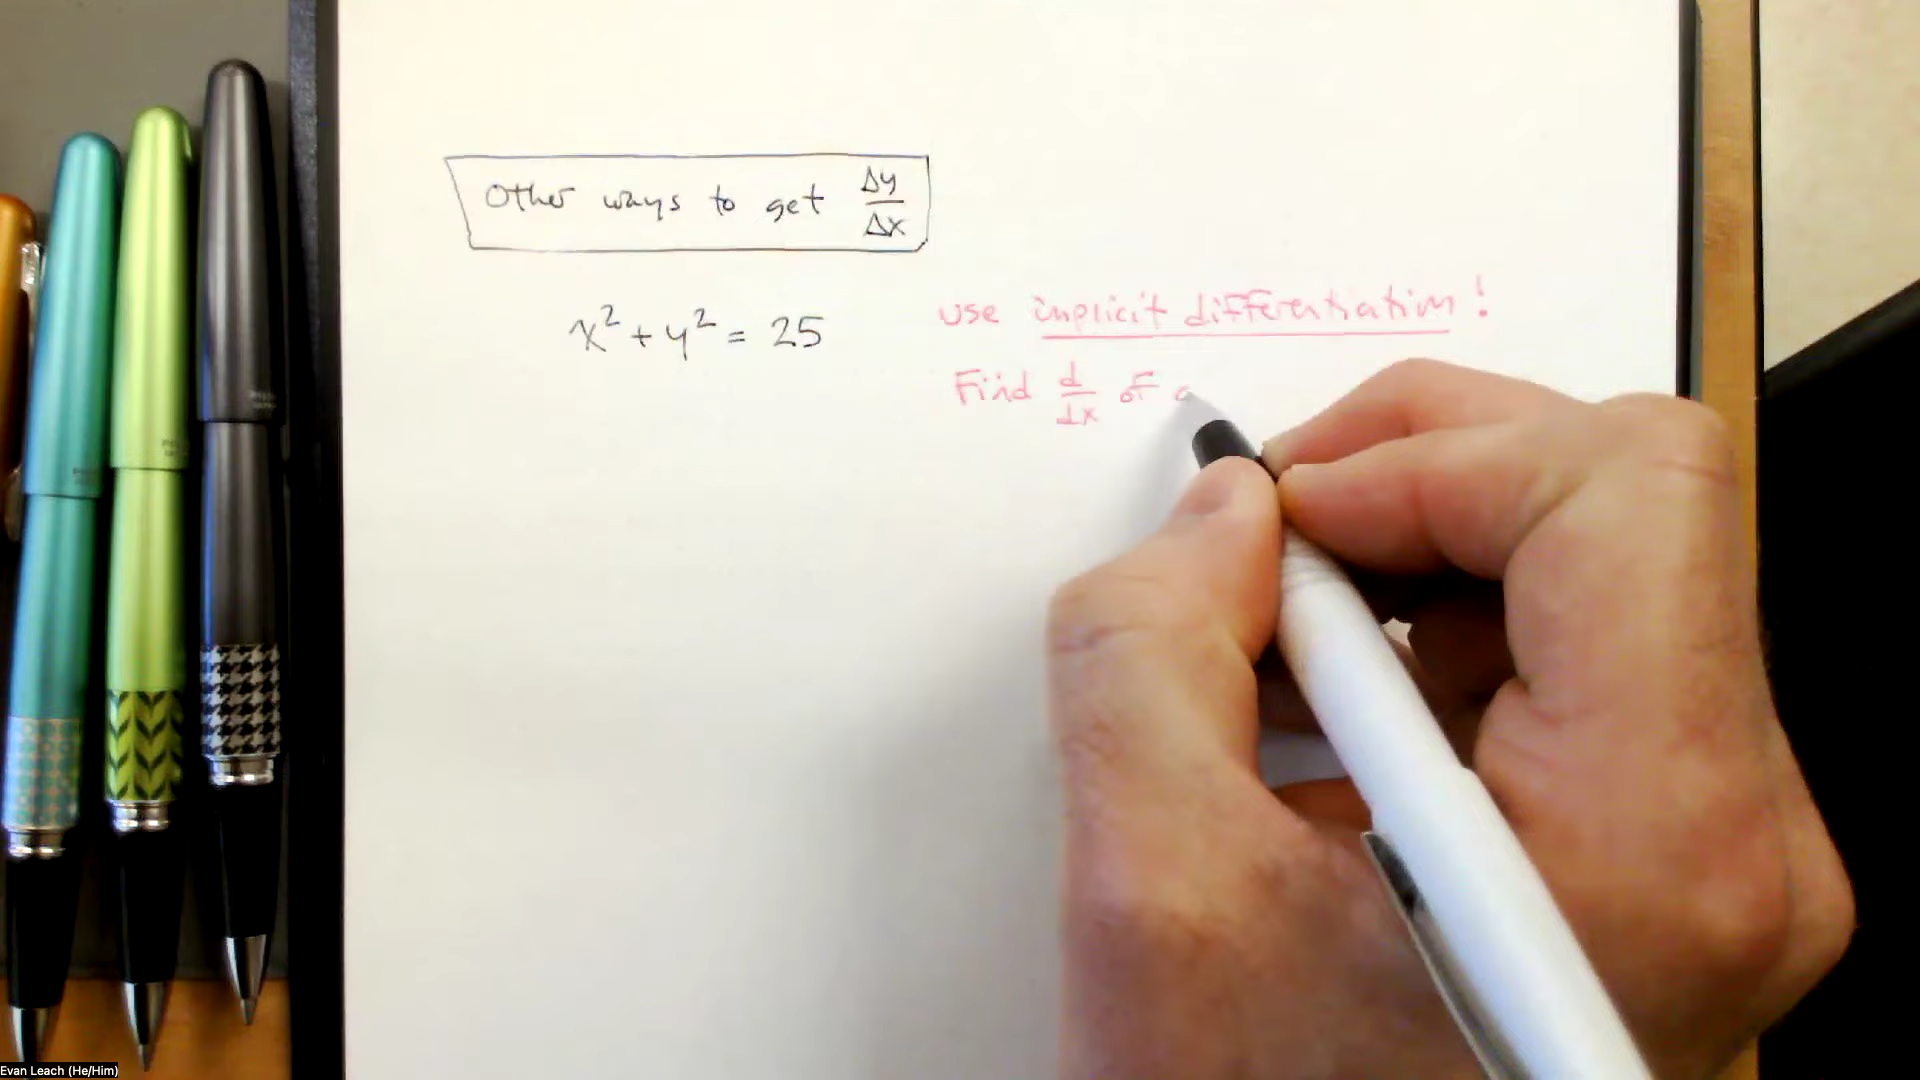 Other ways to get Δy/Δx
x² + y² = 25
use implicit differentiation!
Find d/dx of
Evan Leach (He/Him)